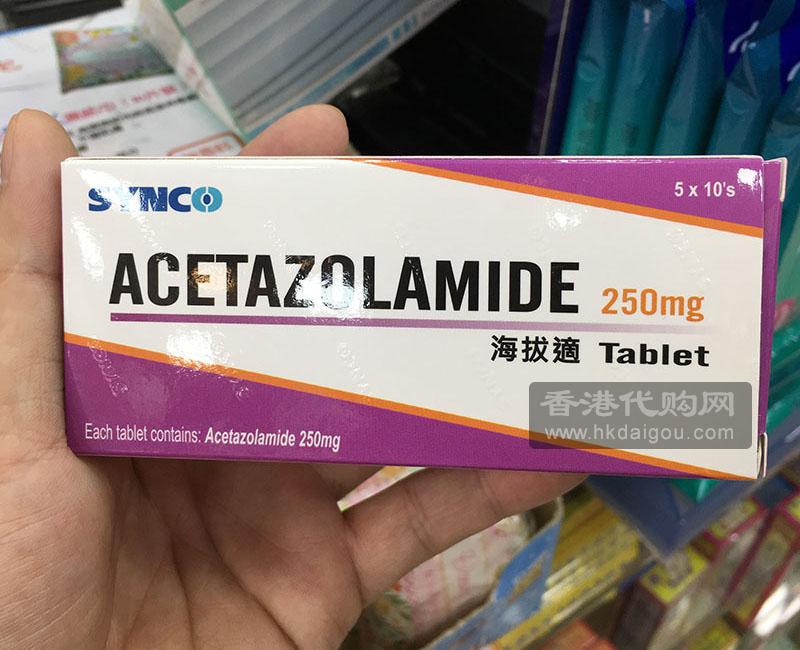 SYNCO
5 x 10's
ACETAZOLAMIDE 250mg
海拔適 Tablet
香港代购网
www.hkdaigou.com
Each tablet contains: Acetazolamide 250mg